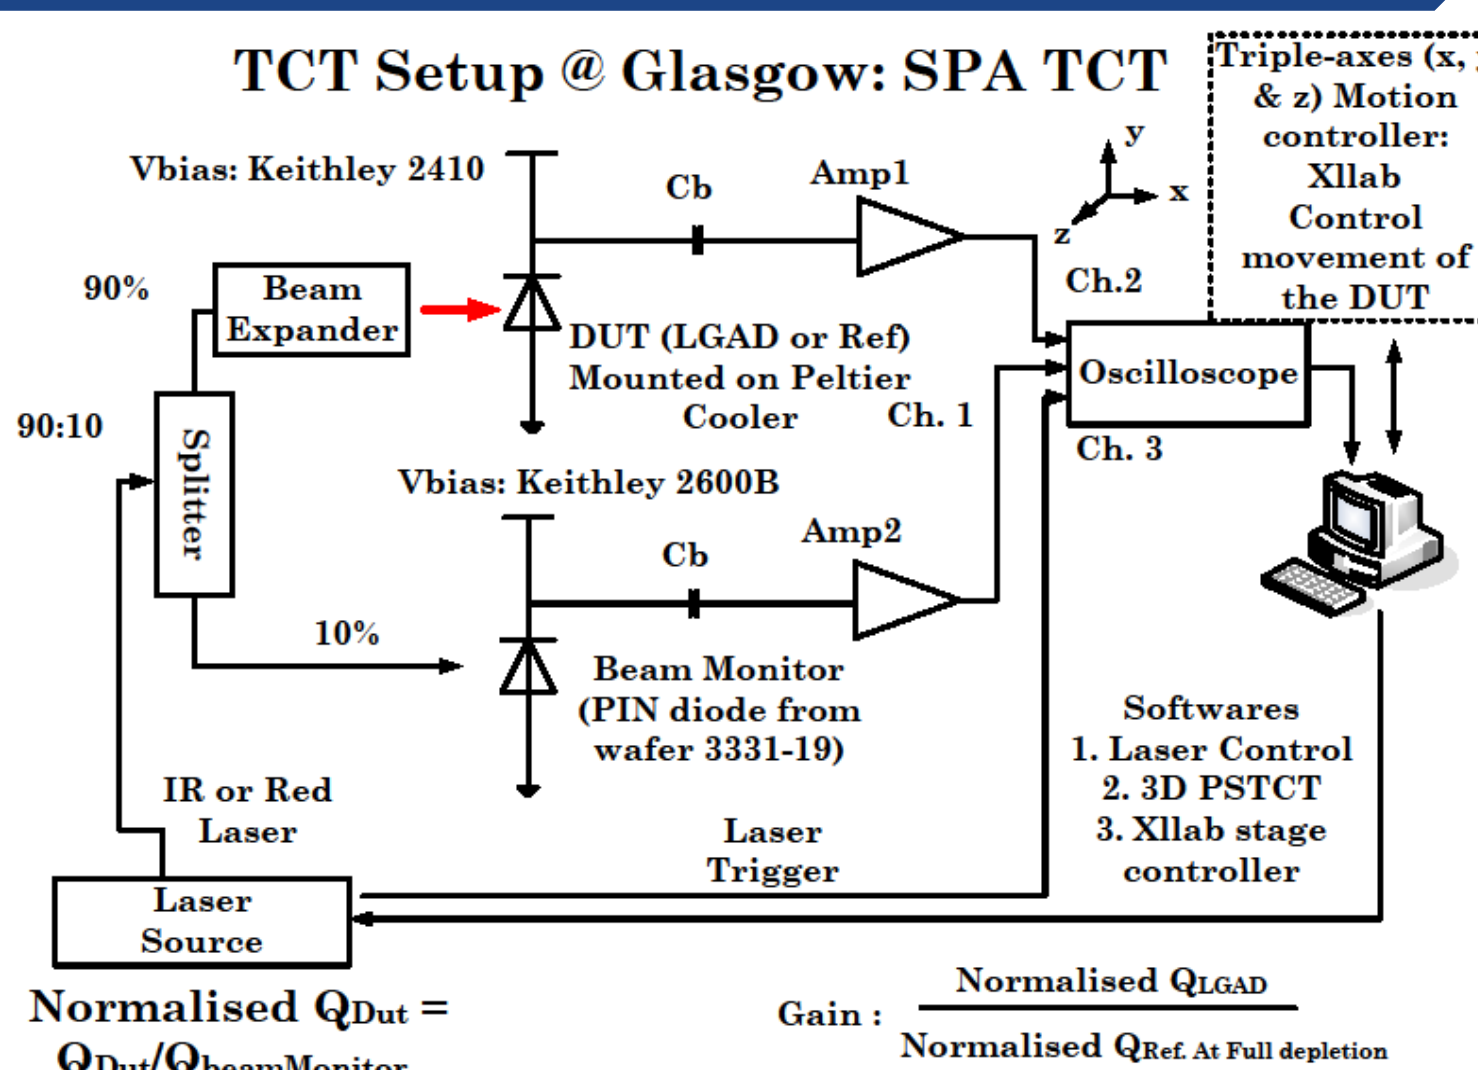 TCT Setup @ Glasgow: SPA TCT
Triple-axes (x,
& z) Motion
controller:
Xllab
Control
movement of
the DUT
Vbias: Keithley 2410
Cb
Amp1
y
x
z
Ch.2
90%
Beam
Expander
DUT (LGAD or Ref)
Mounted on Peltier
Cooler
Ch. 1
Oscilloscope
Ch. 3
90:10
Splitter
Vbias: Keithley 2600B
Cb
Amp2
10%
Beam Monitor
(PIN diode from
wafer 3331-19)
Softwares
1. Laser Control
2. 3D PSTCT
3. Xllab stage
controller
IR or Red
Laser
Laser
Trigger
Laser
Source
Normalised QDut =
QDut/QbeamMonitor
Gain :
Normalised QLGAD
Normalised QRef. At Full depletion